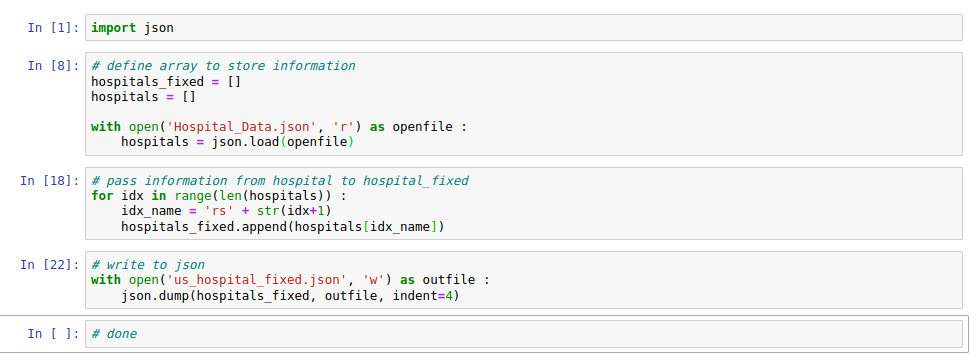 In [1]: import json
In [8]: # define array to store information
hospitals_fixed = []
hospitals = []

with open('Hospital_Data.json', 'r') as openfile :
    hospitals = json.load(openfile)
In [18]: # pass information from hospital to hospital_fixed
for idx in range(len(hospitals)) :
    idx_name = 'rs' + str(idx+1)
    hospitals_fixed.append(hospitals[idx_name])
In [22]: # write to json
with open('us_hospital_fixed.json', 'w') as outfile :
    json.dump(hospitals_fixed, outfile, indent=4)
In [ ]: # done